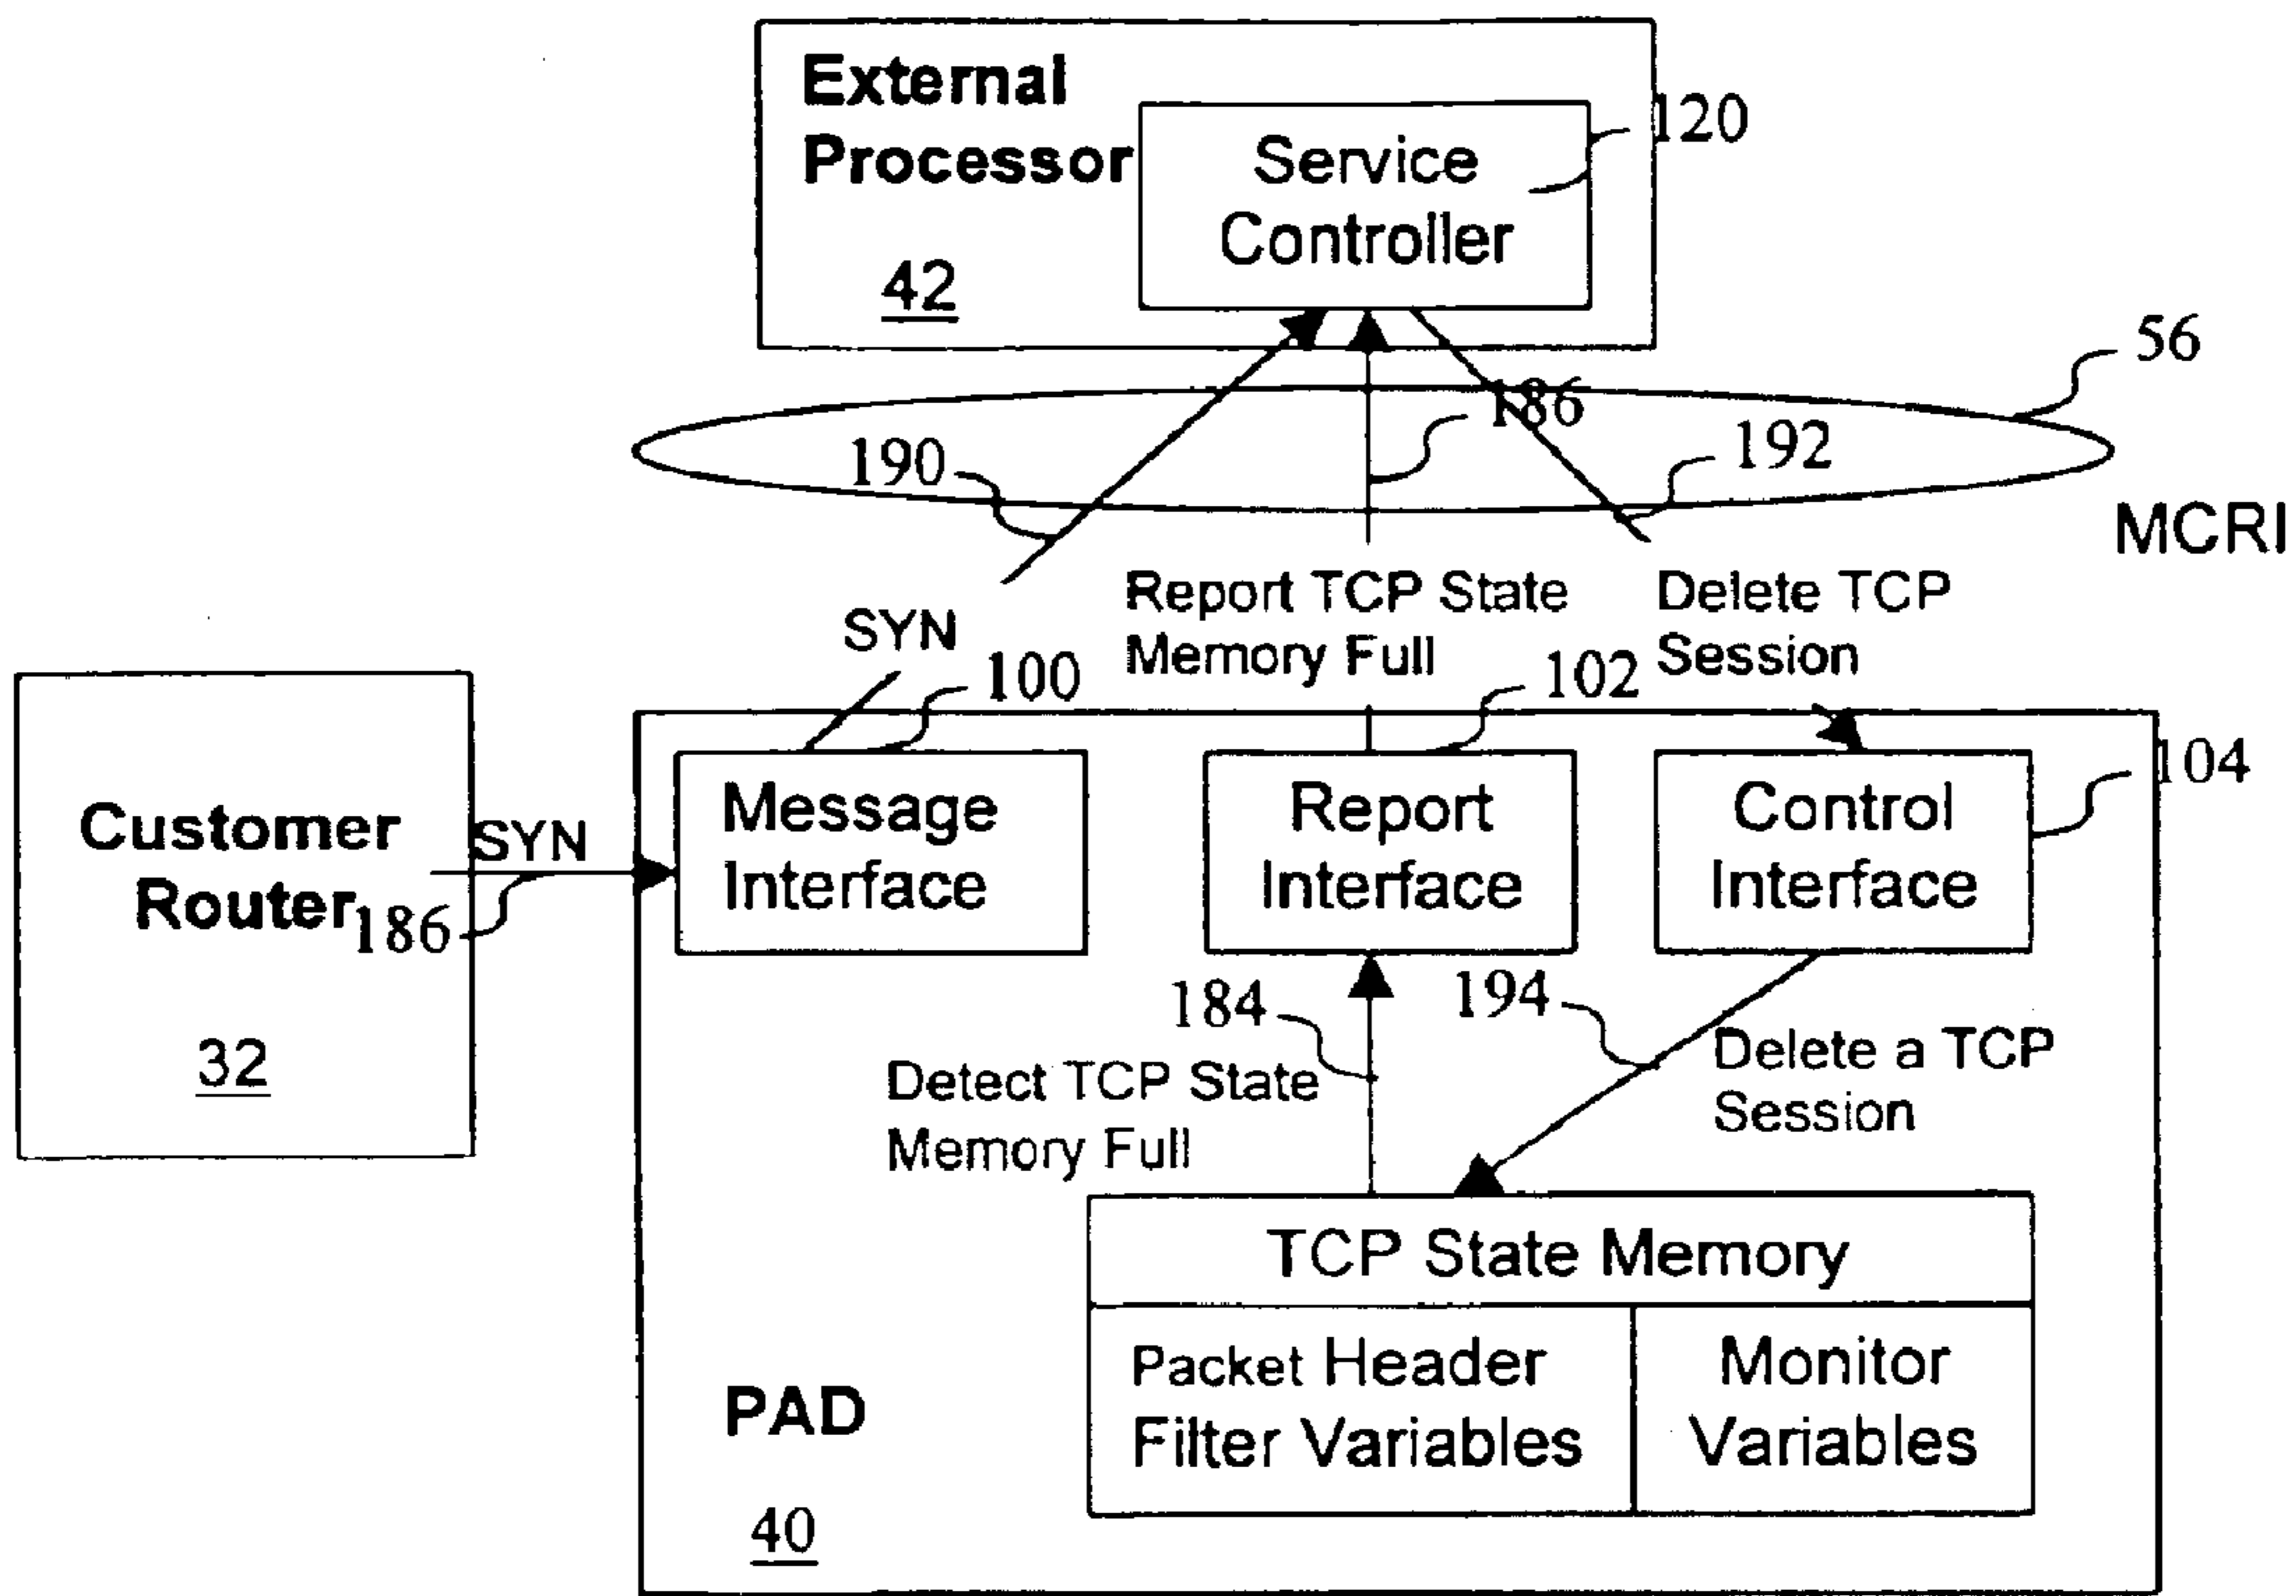 External
Processor
42
Service
Controller
120
56
186
190
192
MCRI
Report TCP State
Memory Full
Delete TCP
Session
SYN
100
102
104
Customer
Router
32
SYN
186
Message
Interface
Report
Interface
Control
Interface
184
194
Detect TCP State
Memory Full
Delete a TCP
Session
TCP State Memory
Packet Header
Filter Variables
Monitor
Variables
PAD
40